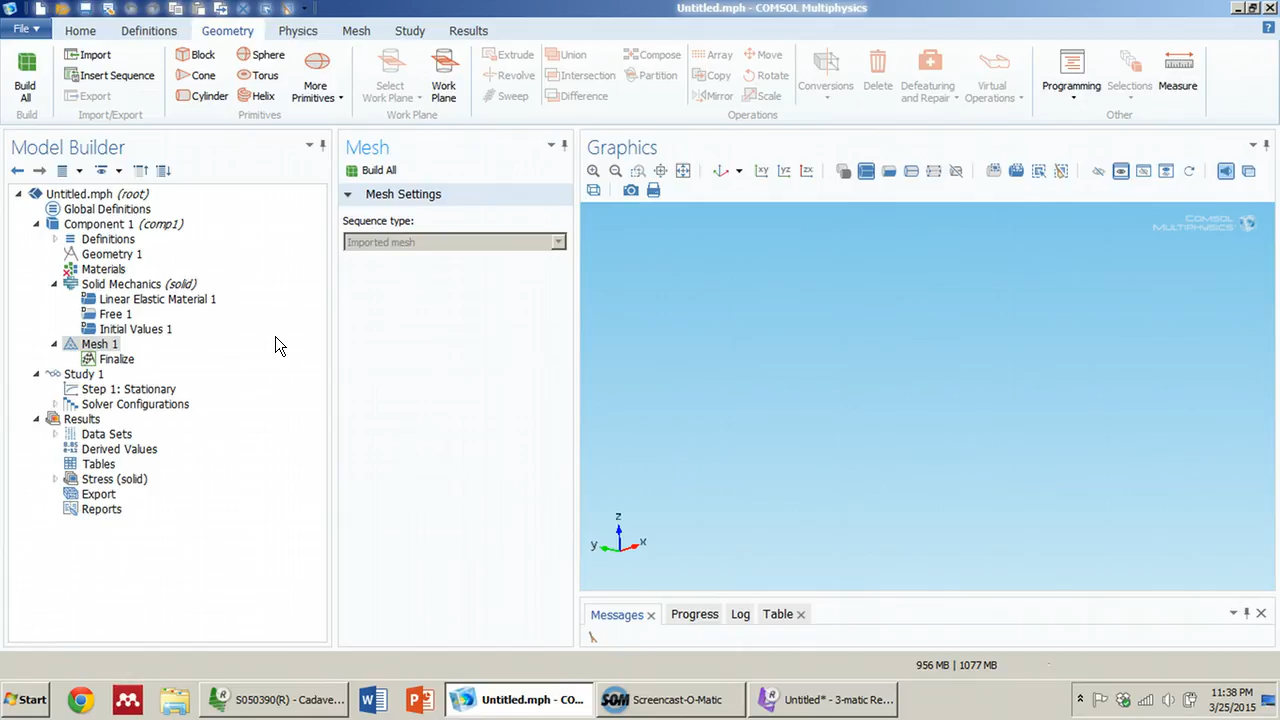 Untitled.mph - COMSOL Multiphysics
File Home Definitions Geometry Physics Mesh Study Results
Build All
Build
Import
Insert Sequence
Export
Import/Export
Block Sphere
Cone Torus
Cylinder Helix
More Primitives
Primitives
Select Work Plane
Work Plane
Work Plane
Extrude
Revolve
Sweep
Union
Intersection
Difference
Compose
Partition
Array Move
Copy Rotate
Mirror Scale
Conversions
Delete
Defeaturing and Repair
Virtual Operations
Operations
Programming
Selections
Measure
Other
Model Builder
Untitled.mph (root)
Global Definitions
Component 1 (comp1)
Definitions
Geometry 1
Materials
Solid Mechanics (solid)
Linear Elastic Material 1
Free 1
Initial Values 1
Mesh 1
Finalize
Study 1
Step 1: Stationary
Solver Configurations
Results
Data Sets
8.85
e-12
Derived Values
Tables
Stress (solid)
Export
Reports
Mesh
Build All
Mesh Settings
Sequence type:
Imported mesh
Graphics
xy yz zx
COMSOL
MULTIPHYSICS
z
y x
Messages Progress Log Table
956 MB | 1077 MB
Start
S050390(R) - Cadave...
Untitled.mph - CO...
SOM Screencast-O-Matic
Untitled* - 3-matic Re...
11:38 PM
3/25/2015